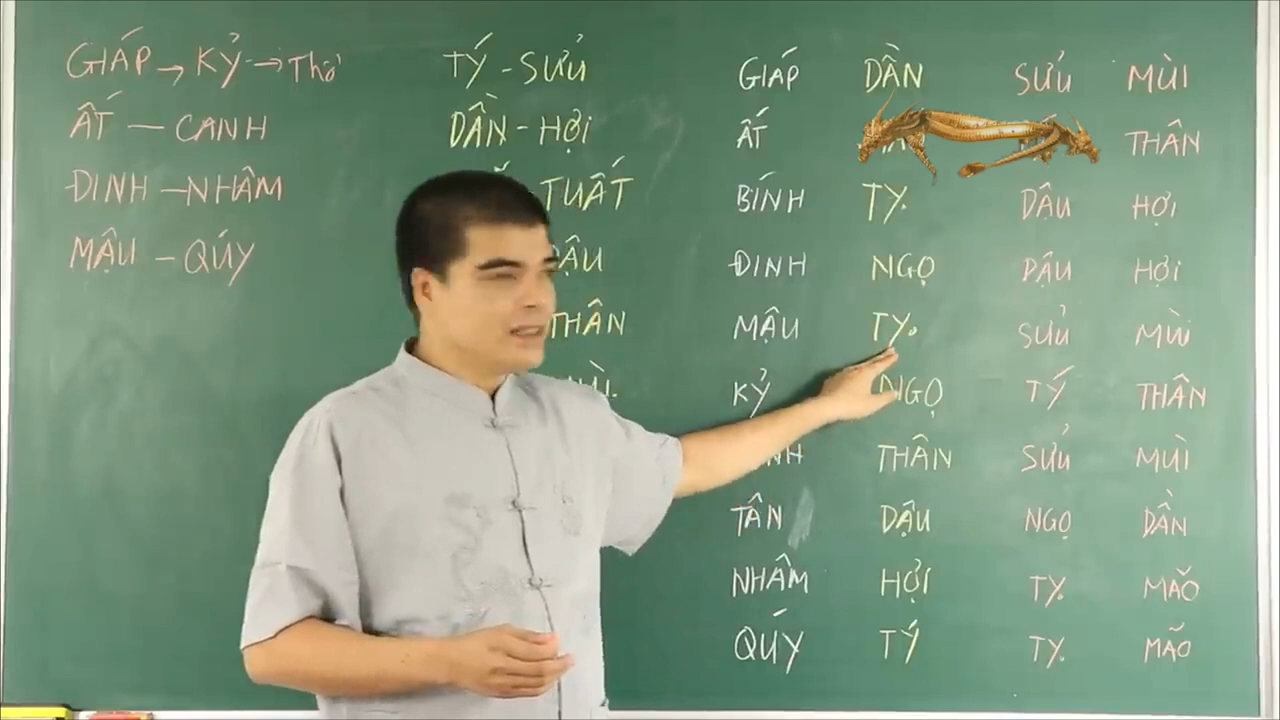 GIÁP → KỶ → Thổ
ẤT — CANH
ĐINH — NHÂM
MẬU — QÚY
TÝ - SỬU
DẦN - HỢI
TUẤT
DẬU
THÂN
MÙI
GIÁP DẦN SỬU MÙI
ẤT THÂN
BÍNH TỴ DẬU HỢI
ĐINH NGỌ DẬU HỢI
MẬU TỴ SỬU MÙI
KỶ NGỌ TÝ THÂN
THÂN SỬU MÙI
TÂN DẬU NGỌ DẦN
NHÂM HỢI TỴ MÃO
QÚY TÝ TỴ MÃO